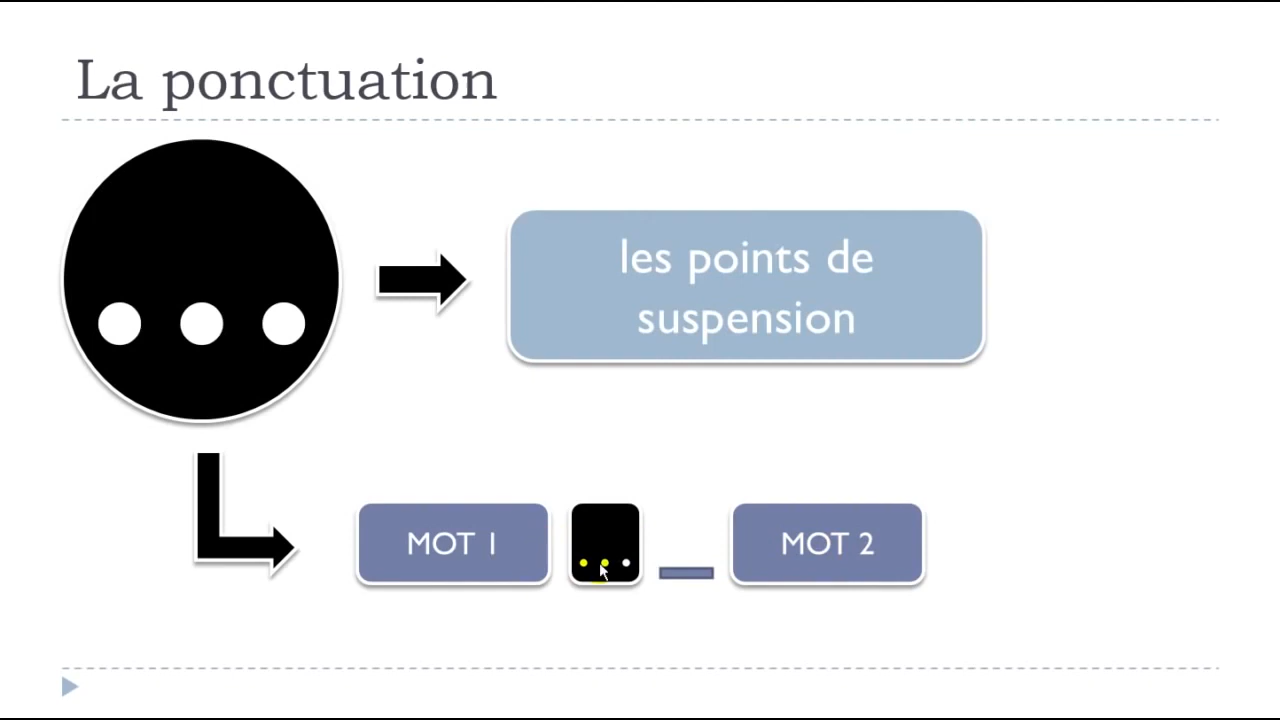 La ponctuation
les points de
suspension
MOT 1
MOT 2